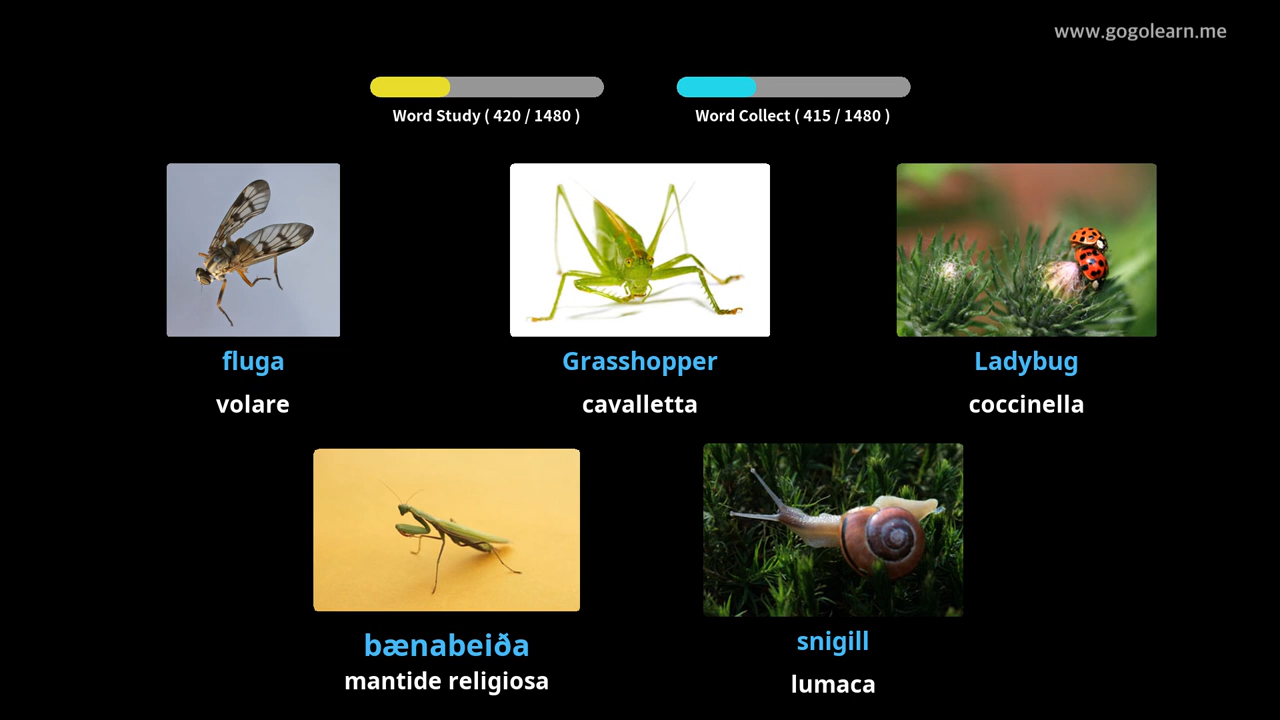 www.gogolearn.me
Word Study ( 420 / 1480 )
Word Collect ( 415 / 1480 )
fluga
Grasshopper
Ladybug
volare
cavalletta
coccinella
bænabeiða
snigill
mantide religiosa
lumaca